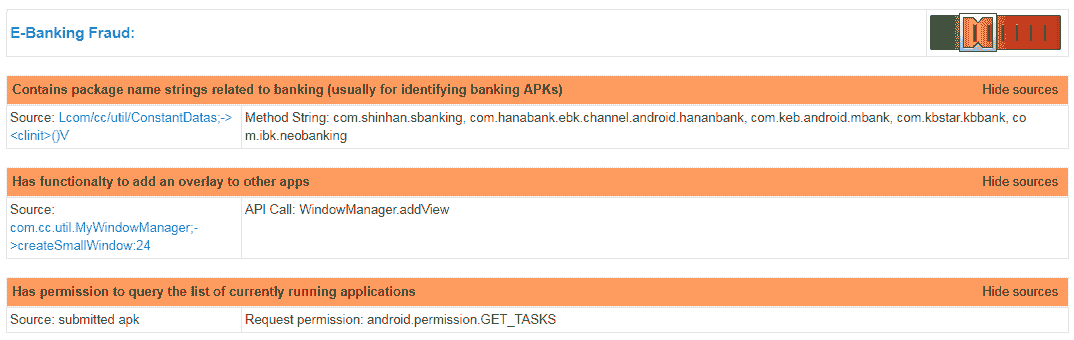 E-Banking Fraud:
Contains package name strings related to banking (usually for identifying banking APKs) Hide sources
Source: Lcom/cc/util/ConstantDatas;-> Method String: com.shinhan.sbanking, com.hanabank.ebk.channel.android.hananbank, com.keb.android.mbank, com.kbstar.kbbank, co
<clinit>()V m.ibk.neobanking
Has functionalty to add an overlay to other apps Hide sources
Source: API Call: WindowManager.addView
com.cc.util.MyWindowManager;-
>createSmallWindow:24
Has permission to query the list of currently running applications Hide sources
Source: submitted apk Request permission: android.permission.GET_TASKS